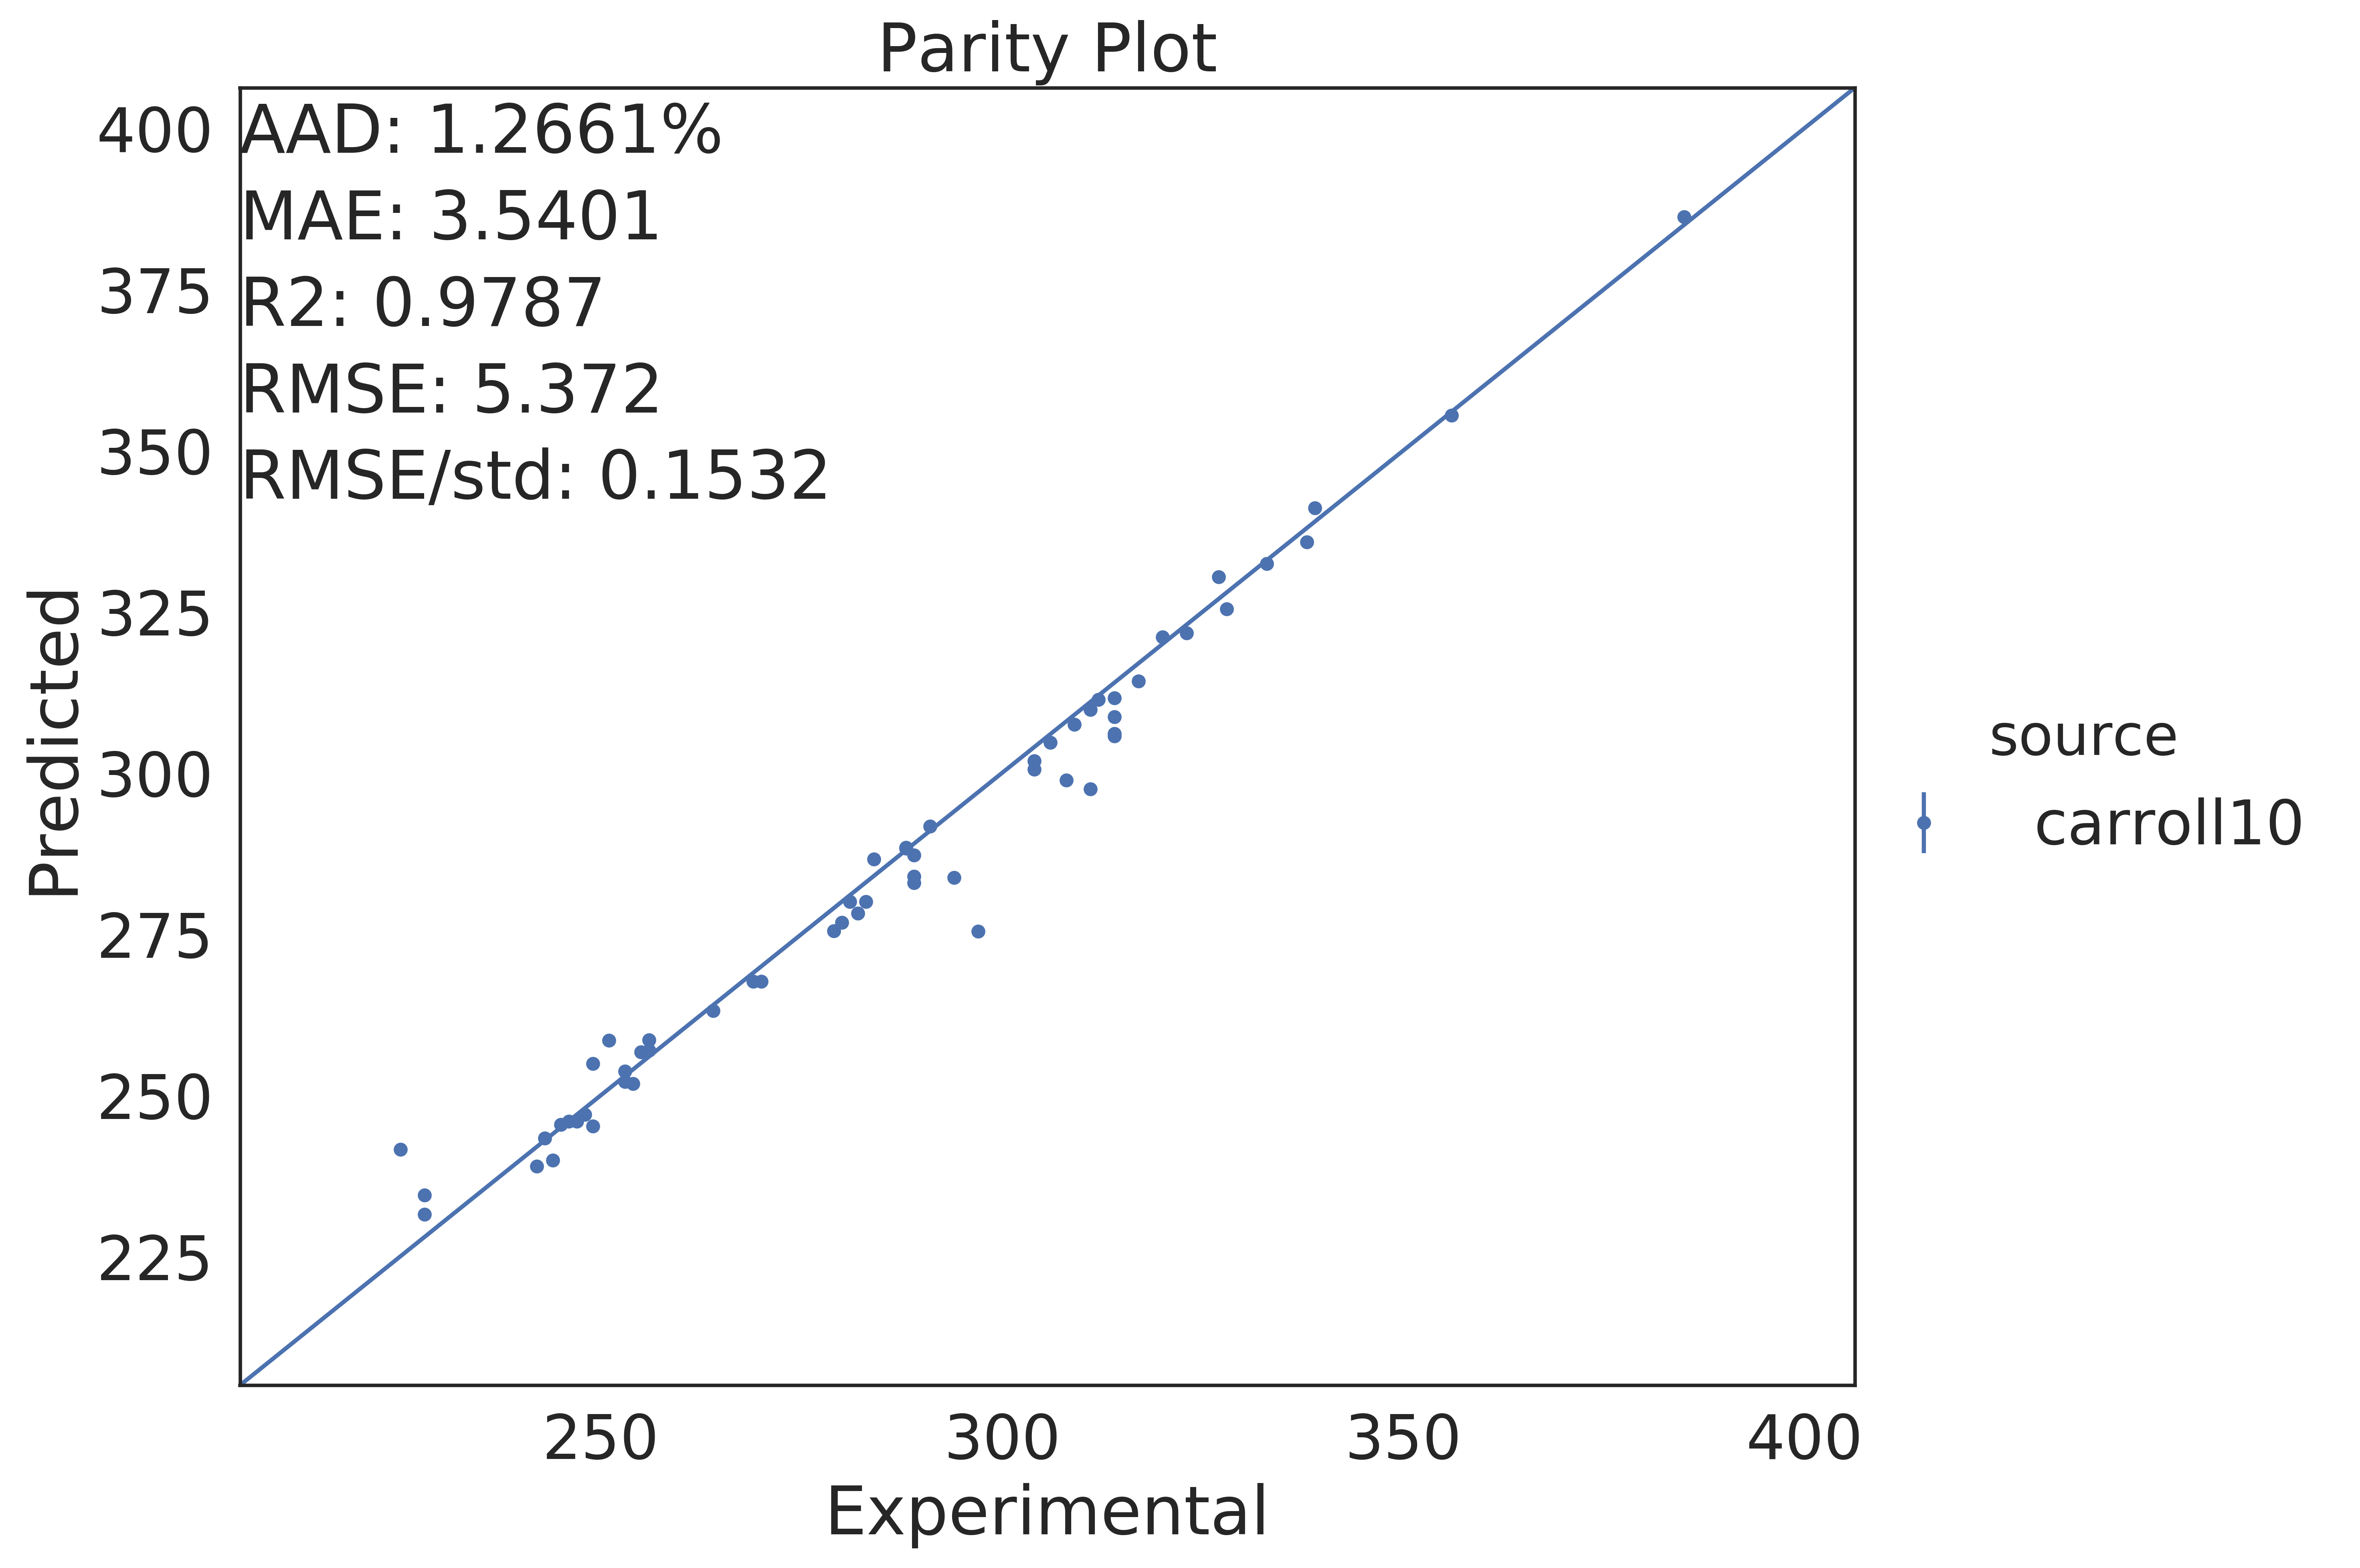 Parity Plot
AAD: 1.2661%
MAE: 3.5401
R2: 0.9787
RMSE: 5.372
RMSE/std: 0.1532
400
375
350
325
300
275
250
225
Predicted
250
300
350
400
Experimental
source
carroll10